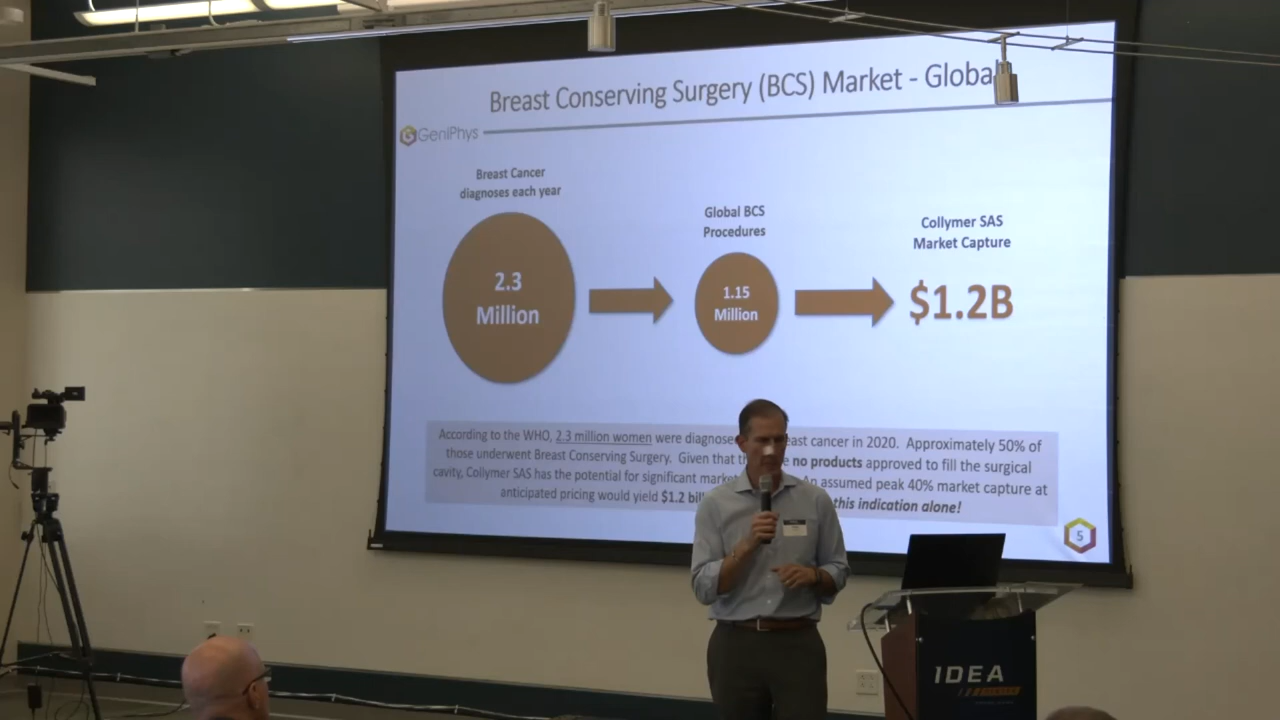 Breast Conserving Surgery (BCS) Market - Global
GeniPhys
Breast Cancer
diagnoses each year
2.3
Million
Global BCS
Procedures
1.15
Million
Collymer SAS
Market Capture
$1.2B
According to the WHO, 2.3 million women were diagnose east cancer in 2020. Approximately 50% of
those underwent Breast Conserving Surgery. Given that th e no products approved to fill the surgical
cavity, Collymer SAS has the potential for significant market An assumed peak 40% market capture at
anticipated pricing would yield $1.2 bil this indication alone!
5
IDEA